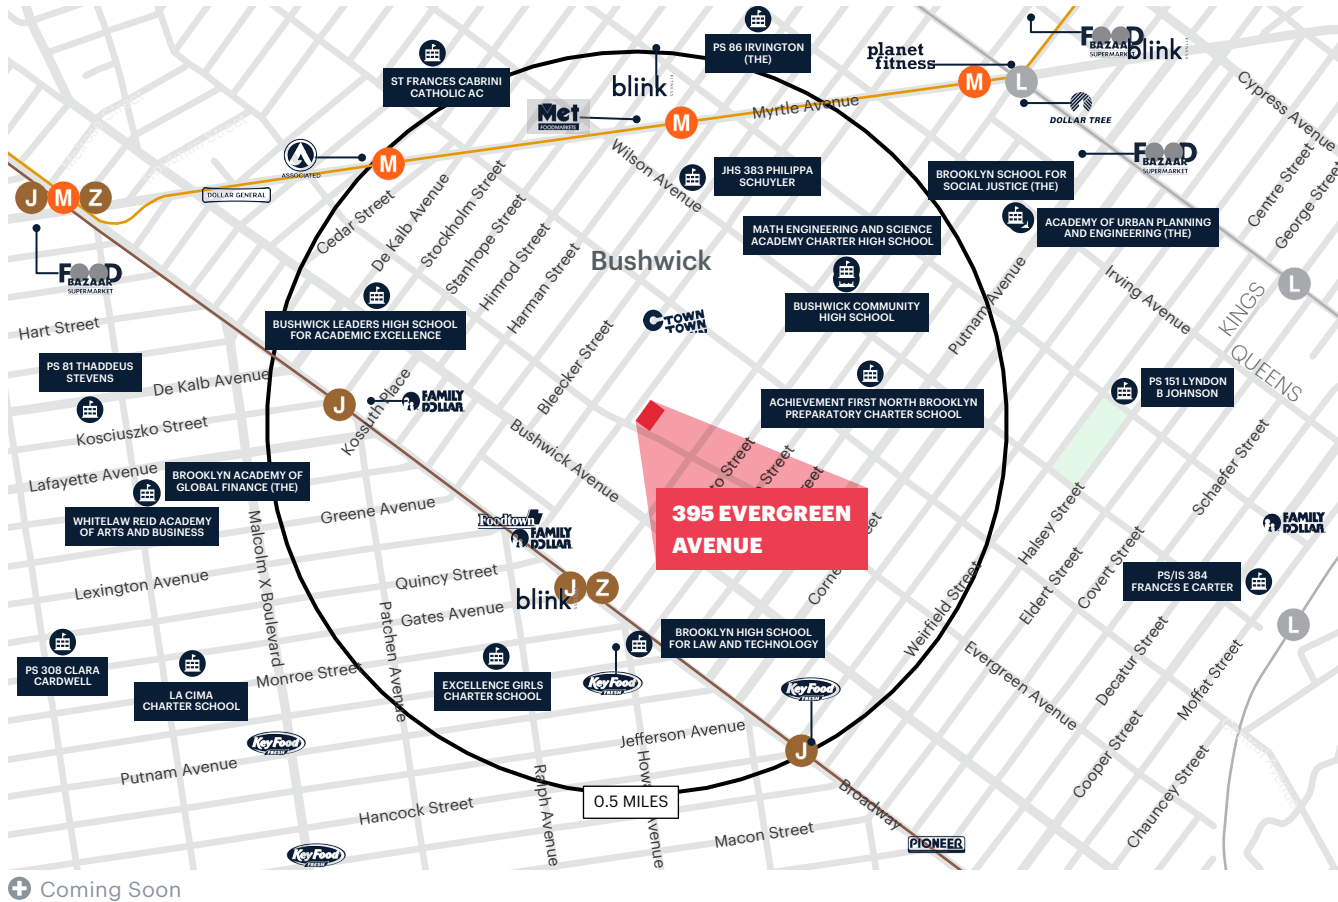 PS 86 IRVINGTON
(THE)
ST FRANCES CABRINI
CATHOLIC AC
planet
fitness
FOOD
BAZAAR
SUPERMARKET
blink
blink
Met
FOODMARKETS
M
Myrtle Avenue
M
L
DOLLAR TREE
Cypress Avenue
ASSOCIATED
M
Wilson Avenue
JHS 383 PHILIPPA
SCHUYLER
BROOKLYN SCHOOL FOR
SOCIAL JUSTICE (THE)
FOOD
BAZAAR
SUPERMARKET
Centre Street
George Street
J
M
Z
DOLLAR GENERAL
Cedar Street
De Kalb Avenue
Stockholm Street
Stanhope Street
Himrod Street
Harman Street
MATH ENGINEERING AND SCIENCE
ACADEMY CHARTER HIGH SCHOOL
ACADEMY OF URBAN PLANNING
AND ENGINEERING (THE)
Bushwick
FOOD
BAZAAR
SUPERMARKET
BUSHWICK COMMUNITY
HIGH SCHOOL
Putnam Avenue
Irving Avenue
L
KINGS
QUEENS
Hart Street
BUSHWICK LEADERS HIGH SCHOOL
FOR ACADEMIC EXCELLENCE
CTOWN
TOWN
Bleecker Street
PS 81 THADDEUS
STEVENS
De Kalb Avenue
J
Kossuth Place
FAMILY
DOLLAR
ACHIEVEMENT FIRST NORTH BROOKLYN
PREPARATORY CHARTER SCHOOL
PS 151 LYNDON
B JOHNSON
Kosciuszko Street
Bushwick Avenue
Street
Street
Lafayette Avenue
BROOKLYN ACADEMY OF
GLOBAL FINANCE (THE)
WHITELAW REID ACADEMY
OF ARTS AND BUSINESS
Greene Avenue
Malcolm X Boulevard
Foodtown
FAMILY
DOLLAR
395 EVERGREEN
AVENUE
Halsey Street
Schaefer Street
FAMILY
DOLLAR
Lexington Avenue
Quincy Street
J
Z
blink
Gates Avenue
Patchen Avenue
Weirfield Street
Eldert Street
Covert Street
PS/IS 384
FRANCES E CARTER
L
PS 308 CLARA
CARDWELL
LA CIMA
CHARTER SCHOOL
Monroe Street
EXCELLENCE GIRLS
CHARTER SCHOOL
BROOKLYN HIGH SCHOOL
FOR LAW AND TECHNOLOGY
Key Food
FRESH
Key Food
FRESH
Evergreen Avenue
Decatur Street
Moffat Street
Key Food
FRESH
Jefferson Avenue
J
Putnam Avenue
Ralph Avenue
Avenue
Cooper Street
Chauncey Street
0.5 MILES
Hancock Street
Broadway
Macon Street
PIONEER
Key Food
FRESH
Coming Soon